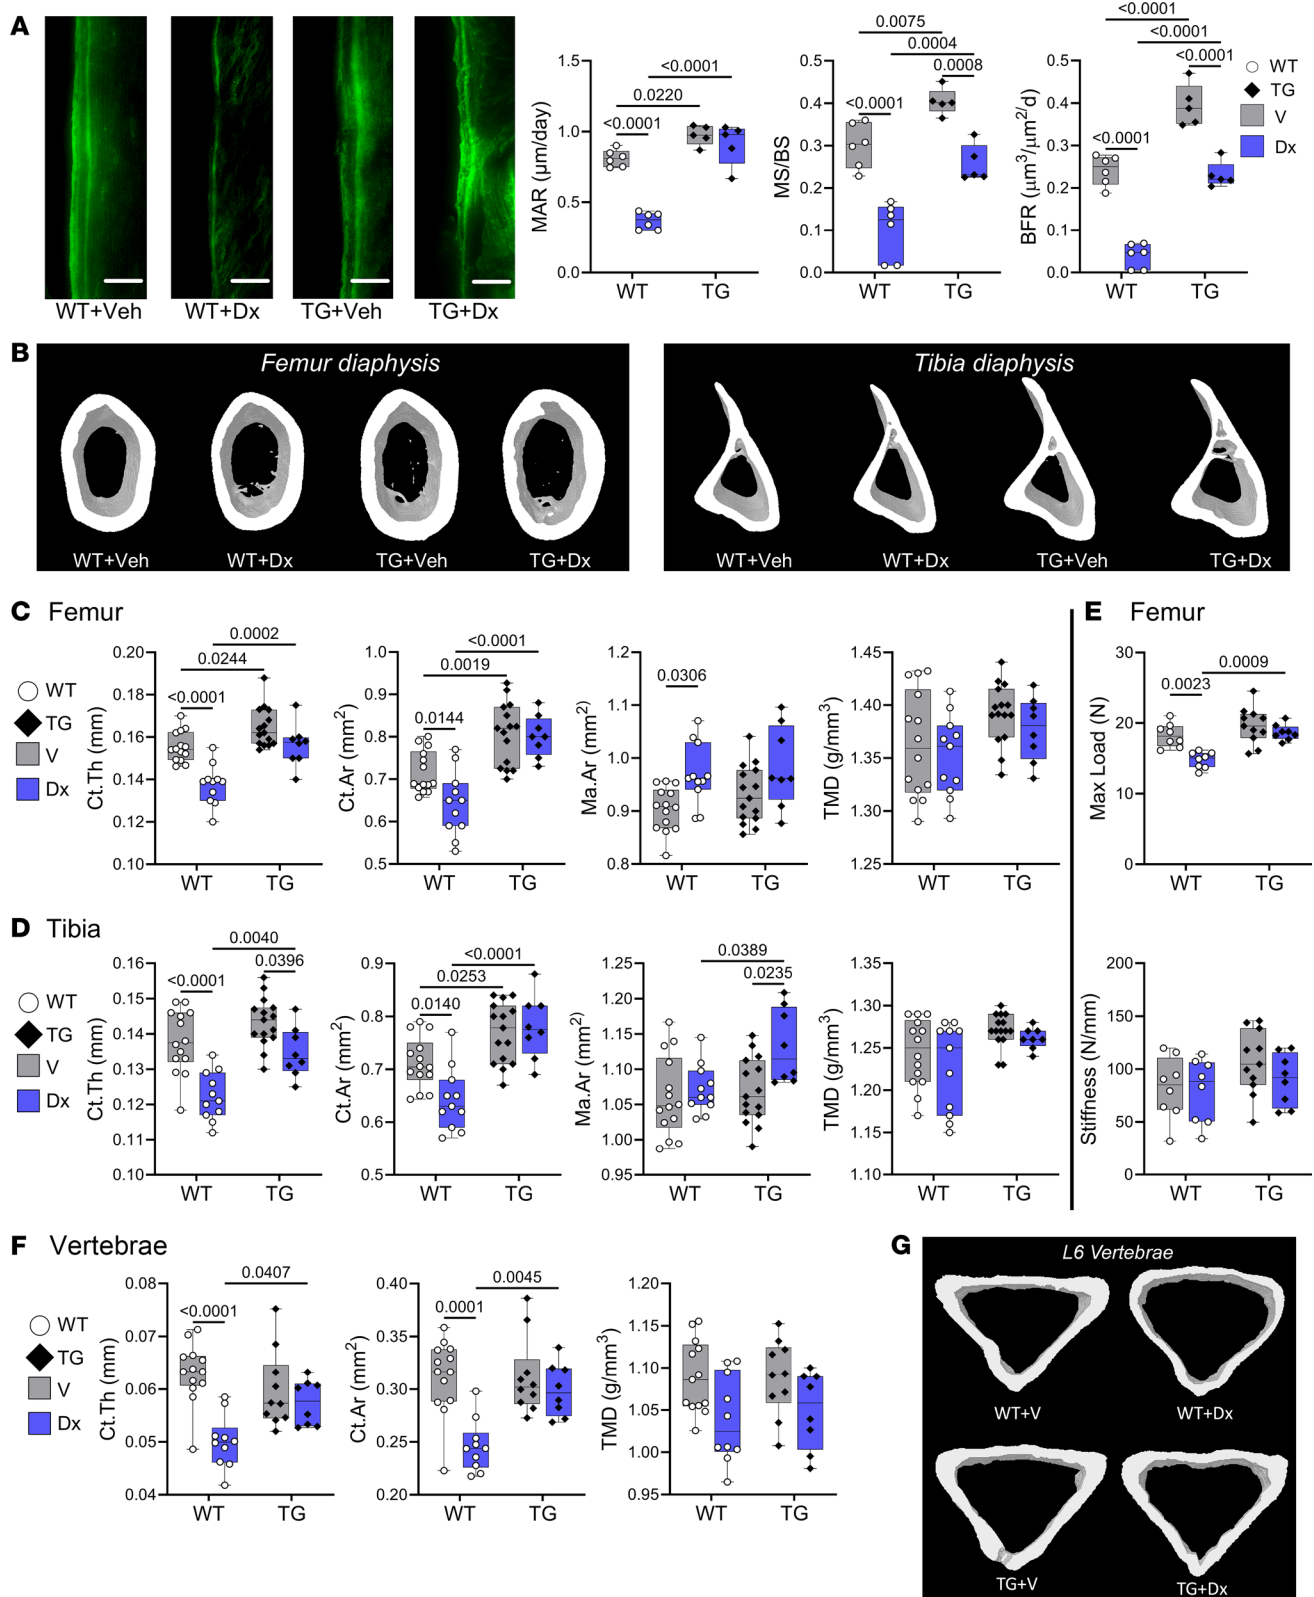 A
WT+Veh
WT+Dx
TG+Veh
TG+Dx
MAR (μm/day)
1.5
1.0
0.5
0.0
<0.0001
0.0220
<0.0001
WT
TG
MS/BS
0.5
0.4
0.3
0.2
0.1
0.0
0.0075
0.0004
0.0008
<0.0001
WT
TG
BFR (μm³/μm²/d)
0.5
0.4
0.3
0.2
0.1
0.0
<0.0001
<0.0001
<0.0001
<0.0001
WT
TG
WT
TG
V
Dx
B
Femur diaphysis
WT+Veh
WT+Dx
TG+Veh
TG+Dx
Tibia diaphysis
WT+Veh
WT+Dx
TG+Veh
TG+Dx
C Femur
WT
TG
V
Dx
Ct.Th (mm)
0.20
0.18
0.16
0.14
0.12
0.10
0.0002
0.0244
<0.0001
WT
TG
Ct.Ar (mm²)
1.0
0.9
0.8
0.7
0.6
0.5
<0.0001
0.0019
0.0144
WT
TG
Ma.Ar (mm²)
1.2
1.1
1.0
0.9
0.8
0.0306
WT
TG
TMD (g/mm³)
1.45
1.40
1.35
1.30
1.25
WT
TG
E Femur
Max Load (N)
30
20
10
0
0.0009
0.0023
WT
TG
D Tibia
WT
TG
V
Dx
Ct.Th (mm)
0.16
0.15
0.14
0.13
0.12
0.11
0.10
0.0040
0.0396
<0.0001
WT
TG
Ct.Ar (mm²)
0.9
0.8
0.7
0.6
0.5
<0.0001
0.0253
0.0140
WT
TG
Ma.Ar (mm²)
1.25
1.20
1.15
1.10
1.05
1.00
0.95
0.0389
0.0235
WT
TG
TMD (g/mm³)
1.35
1.30
1.25
1.20
1.15
1.10
WT
TG
Stiffness (N/mm)
200
150
100
50
0
WT
TG
F Vertebrae
WT
TG
V
Dx
Ct.Th (mm)
0.08
0.07
0.06
0.05
0.04
0.0407
<0.0001
WT
TG
Ct.Ar (mm²)
0.40
0.35
0.30
0.25
0.20
0.0045
0.0001
WT
TG
TMD (g/mm³)
1.20
1.15
1.10
1.05
1.00
0.95
WT
TG
G
L6 Vertebrae
WT+V
WT+Dx
TG+V
TG+Dx